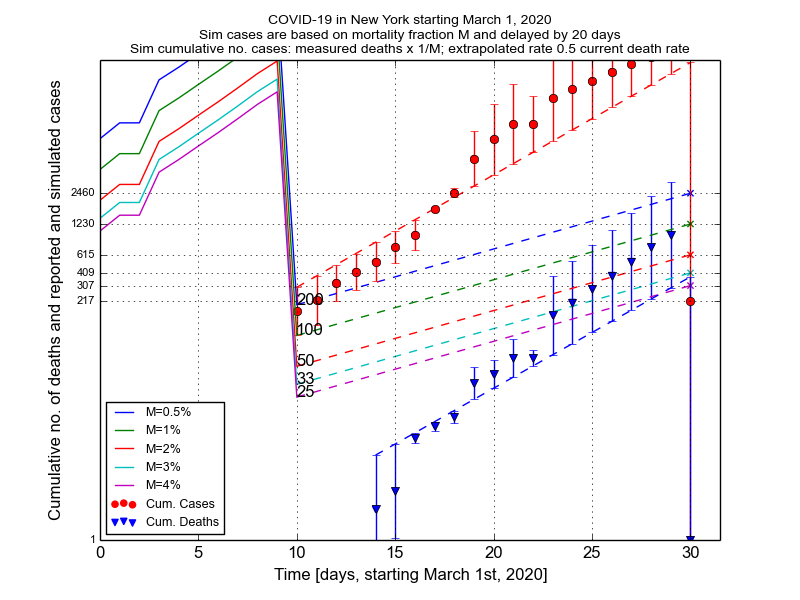 COVID-19 in New York starting March 1, 2020
Sim cases are based on mortality fraction M and delayed by 20 days
Sim cumulative no. cases: measured deaths x 1/M; extrapolated rate 0.5 current death rate
Cumulative no. of deaths and reported and simulated cases
2460
1230
615
409
307
217
1
200
100
50
33
25
M=0.5%
M=1%
M=2%
M=3%
M=4%
Cum. Cases
Cum. Deaths
0 5 10 15 20 25 30
Time [days, starting March 1st, 2020]